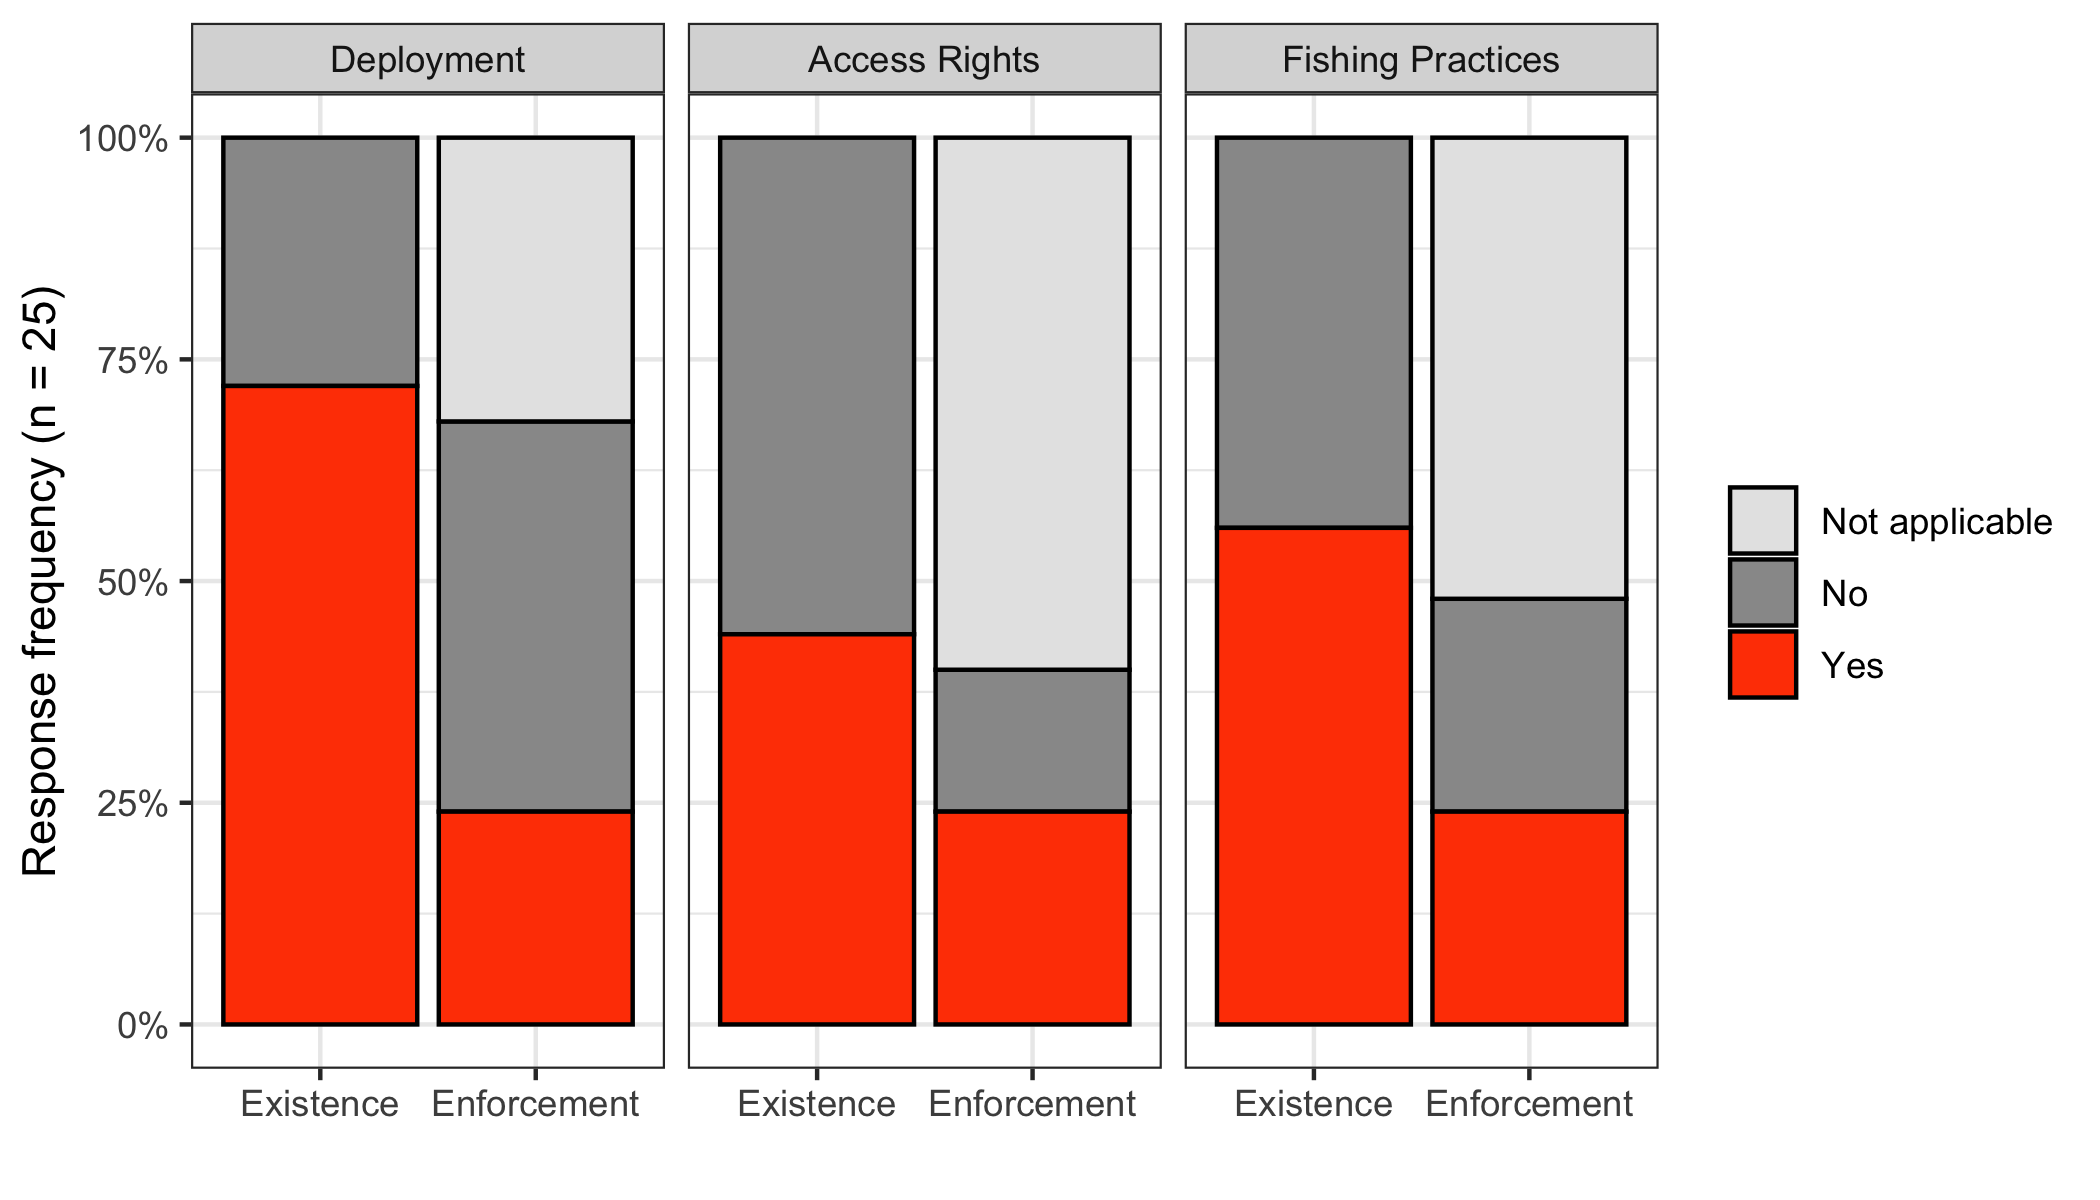 Deployment
Access Rights
Fishing Practices
Response frequency (n = 25)
100%
75%
50%
25%
0%
Existence
Enforcement
Existence
Enforcement
Existence
Enforcement
Not applicable
No
Yes